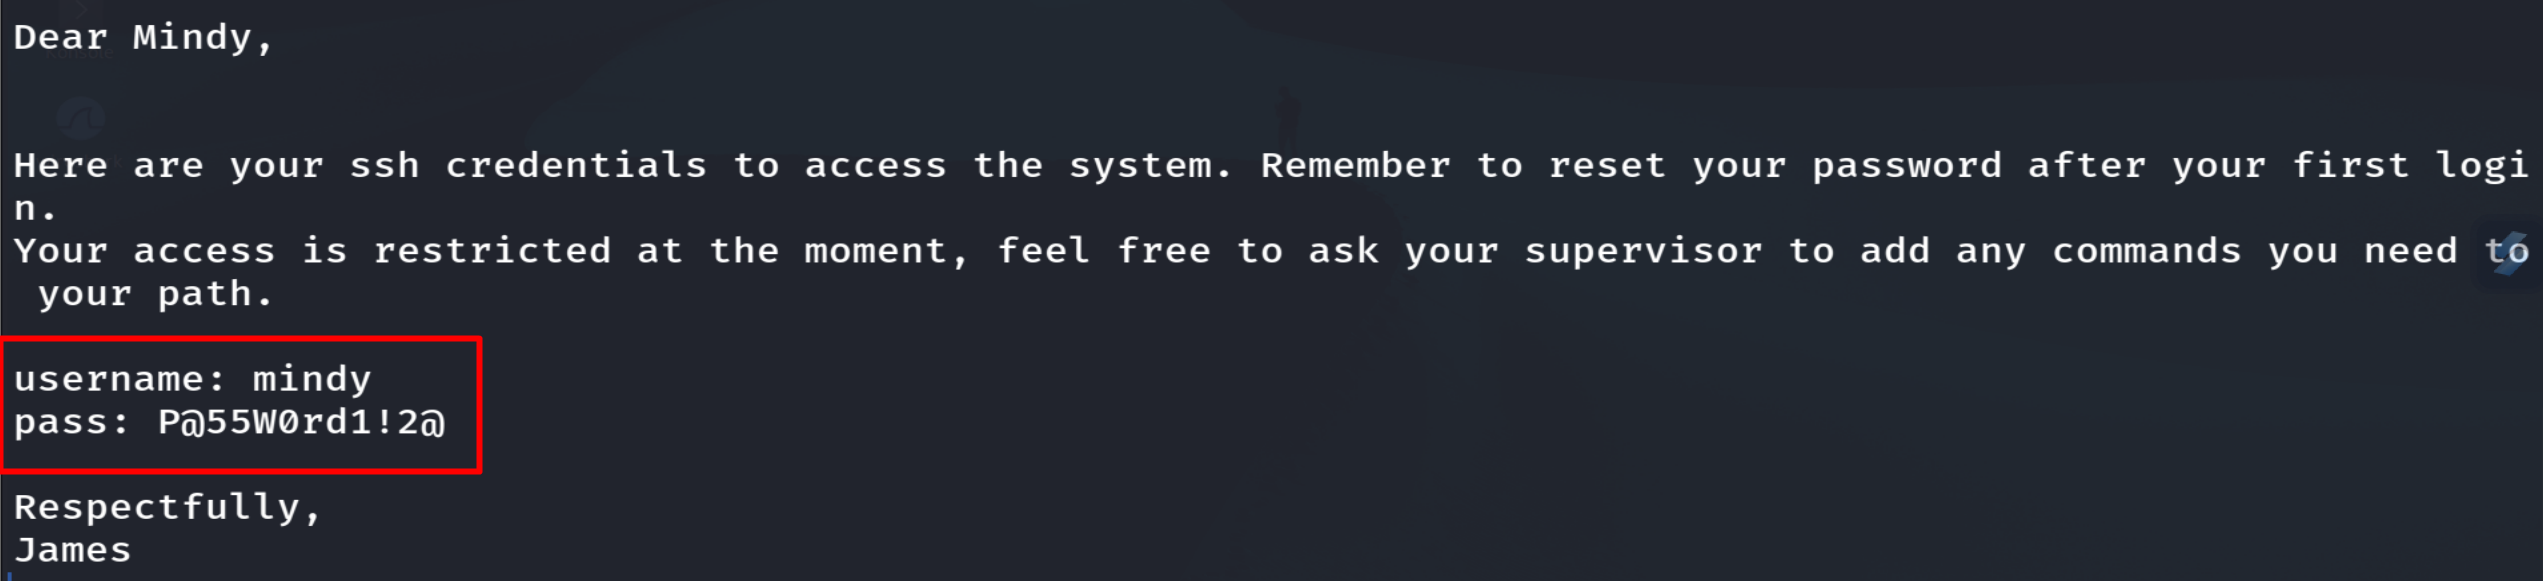 Dear Mindy,
Here are your ssh credentials to access the system. Remember to reset your password after your first logi
n.
Your access is restricted at the moment, feel free to ask your supervisor to add any commands you need to
your path.
username: mindy
pass: P@55W0rd1!2@
Respectfully,
James